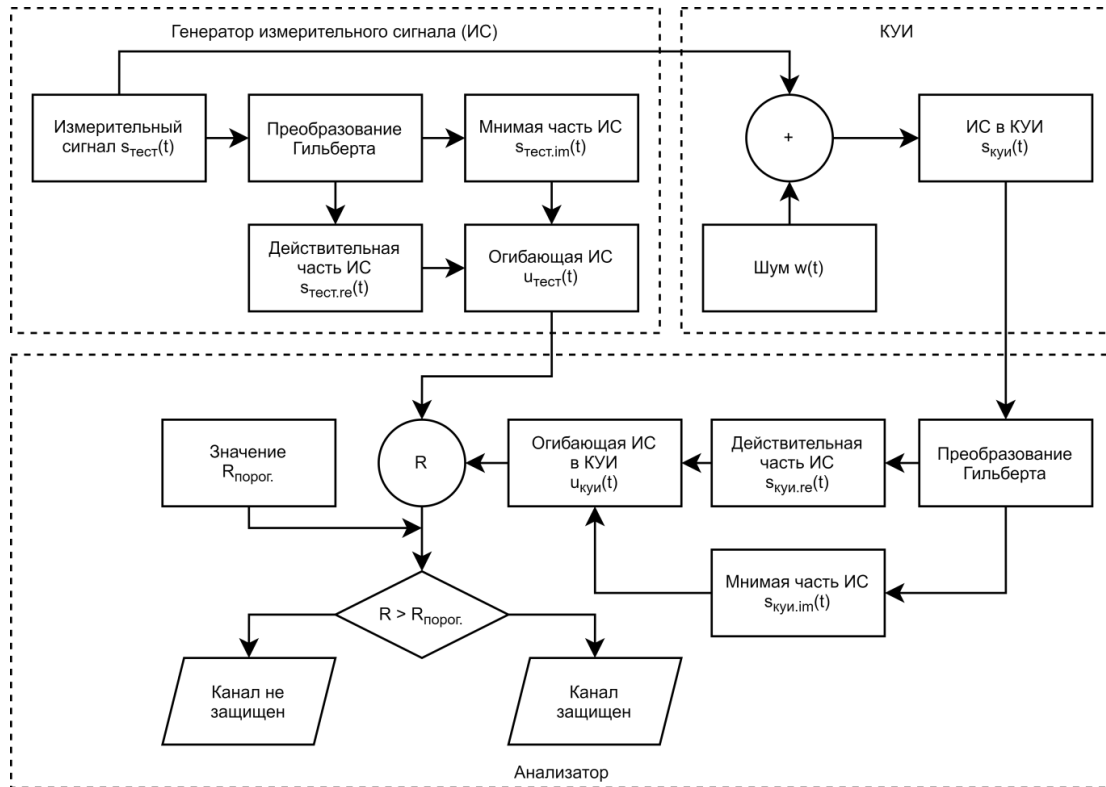 Генератор измерительного сигнала (ИС)
КУИ
Измерительный
сигнал sтест(t)
Преобразование
Гильберта
Мнимая часть ИС
sтест.im(t)
+
ИС в КУИ
sкуи(t)
Действительная
часть ИС
sтест.re(t)
Огибающая ИС
uтест(t)
Шум w(t)
Значение
Rпорог.
R
Огибающая ИС
в КУИ
uкуи(t)
Действительная
часть ИС
sкуи.re(t)
Преобразование
Гильберта
Мнимая часть ИС
sкуи.im(t)
R > Rпорог.
Канал не
защищен
Канал
защищен
Анализатор